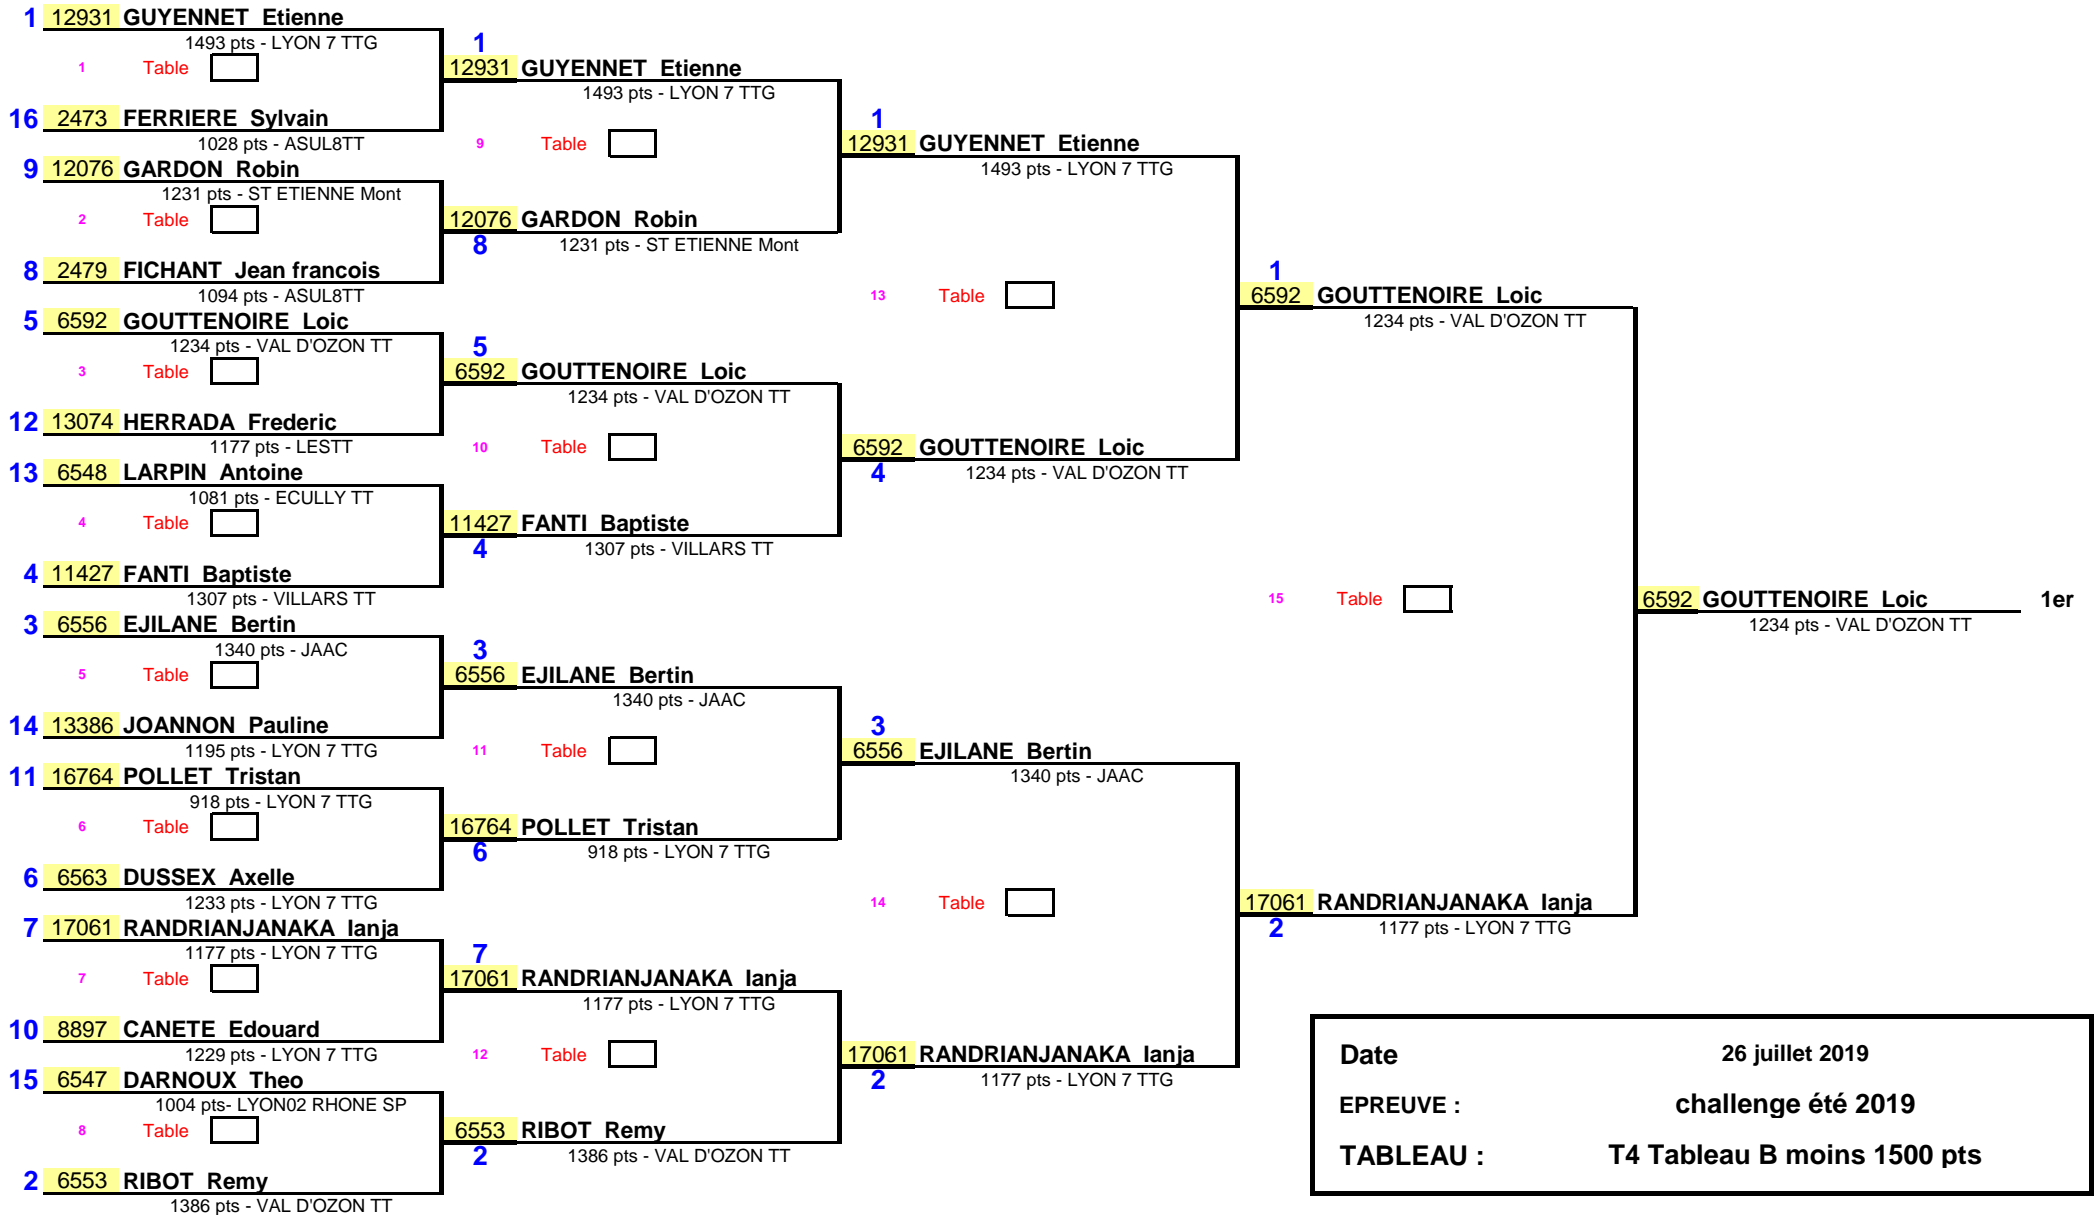 1 12931 GUYENNET Etienne
1493 pts - LYON 7 TTG
1 Table
16 2473 FERRIERE Sylvain
1028 pts - ASUL8TT
9 12076 GARDON Robin
1231 pts - ST ETIENNE Mont
2 Table
8 2479 FICHANT Jean francois
1094 pts - ASUL8TT
5 6592 GOUTTENOIRE Loic
1234 pts - VAL D'OZON TT
3 Table
12 13074 HERRADA Frederic
1177 pts - LESTT
13 6548 LARPIN Antoine
1081 pts - ECULLY TT
4 Table
4 11427 FANTI Baptiste
1307 pts - VILLARS TT
3 6556 EJILANE Bertin
1340 pts - JAAC
5 Table
14 13386 JOANNON Pauline
1195 pts - LYON 7 TTG
11 16764 POLLET Tristan
918 pts - LYON 7 TTG
6 Table
6 6563 DUSSEX Axelle
1233 pts - LYON 7 TTG
7 17061 RANDRIANJANAKA Ianja
1177 pts - LYON 7 TTG
7 Table
10 8897 CANETE Edouard
1229 pts - LYON 7 TTG
15 6547 DARNOUX Theo
1004 pts- LYON02 RHONE SP
8 Table
2 6553 RIBOT Remy
1386 pts - VAL D'OZON TT
1
12931 GUYENNET Etienne
1493 pts - LYON 7 TTG
9 Table
12076 GARDON Robin
8 1231 pts - ST ETIENNE Mont
5
6592 GOUTTENOIRE Loic
1234 pts - VAL D'OZON TT
10 Table
11427 FANTI Baptiste
4 1307 pts - VILLARS TT
3
6556 EJILANE Bertin
1340 pts - JAAC
11 Table
16764 POLLET Tristan
6 918 pts - LYON 7 TTG
7
17061 RANDRIANJANAKA Ianja
1177 pts - LYON 7 TTG
12 Table
6553 RIBOT Remy
2 1386 pts - VAL D'OZON TT
1
12931 GUYENNET Etienne
1493 pts - LYON 7 TTG
13 Table
6592 GOUTTENOIRE Loic
4 1234 pts - VAL D'OZON TT
3
6556 EJILANE Bertin
1340 pts - JAAC
14 Table
17061 RANDRIANJANAKA Ianja
2 1177 pts - LYON 7 TTG
1
6592 GOUTTENOIRE Loic
1234 pts - VAL D'OZON TT
15 Table
17061 RANDRIANJANAKA Ianja
2 1177 pts - LYON 7 TTG
6592 GOUTTENOIRE Loic 1er
1234 pts - VAL D'OZON TT
Date 26 juillet 2019
EPREUVE : challenge été 2019
TABLEAU : T4 Tableau B moins 1500 pts